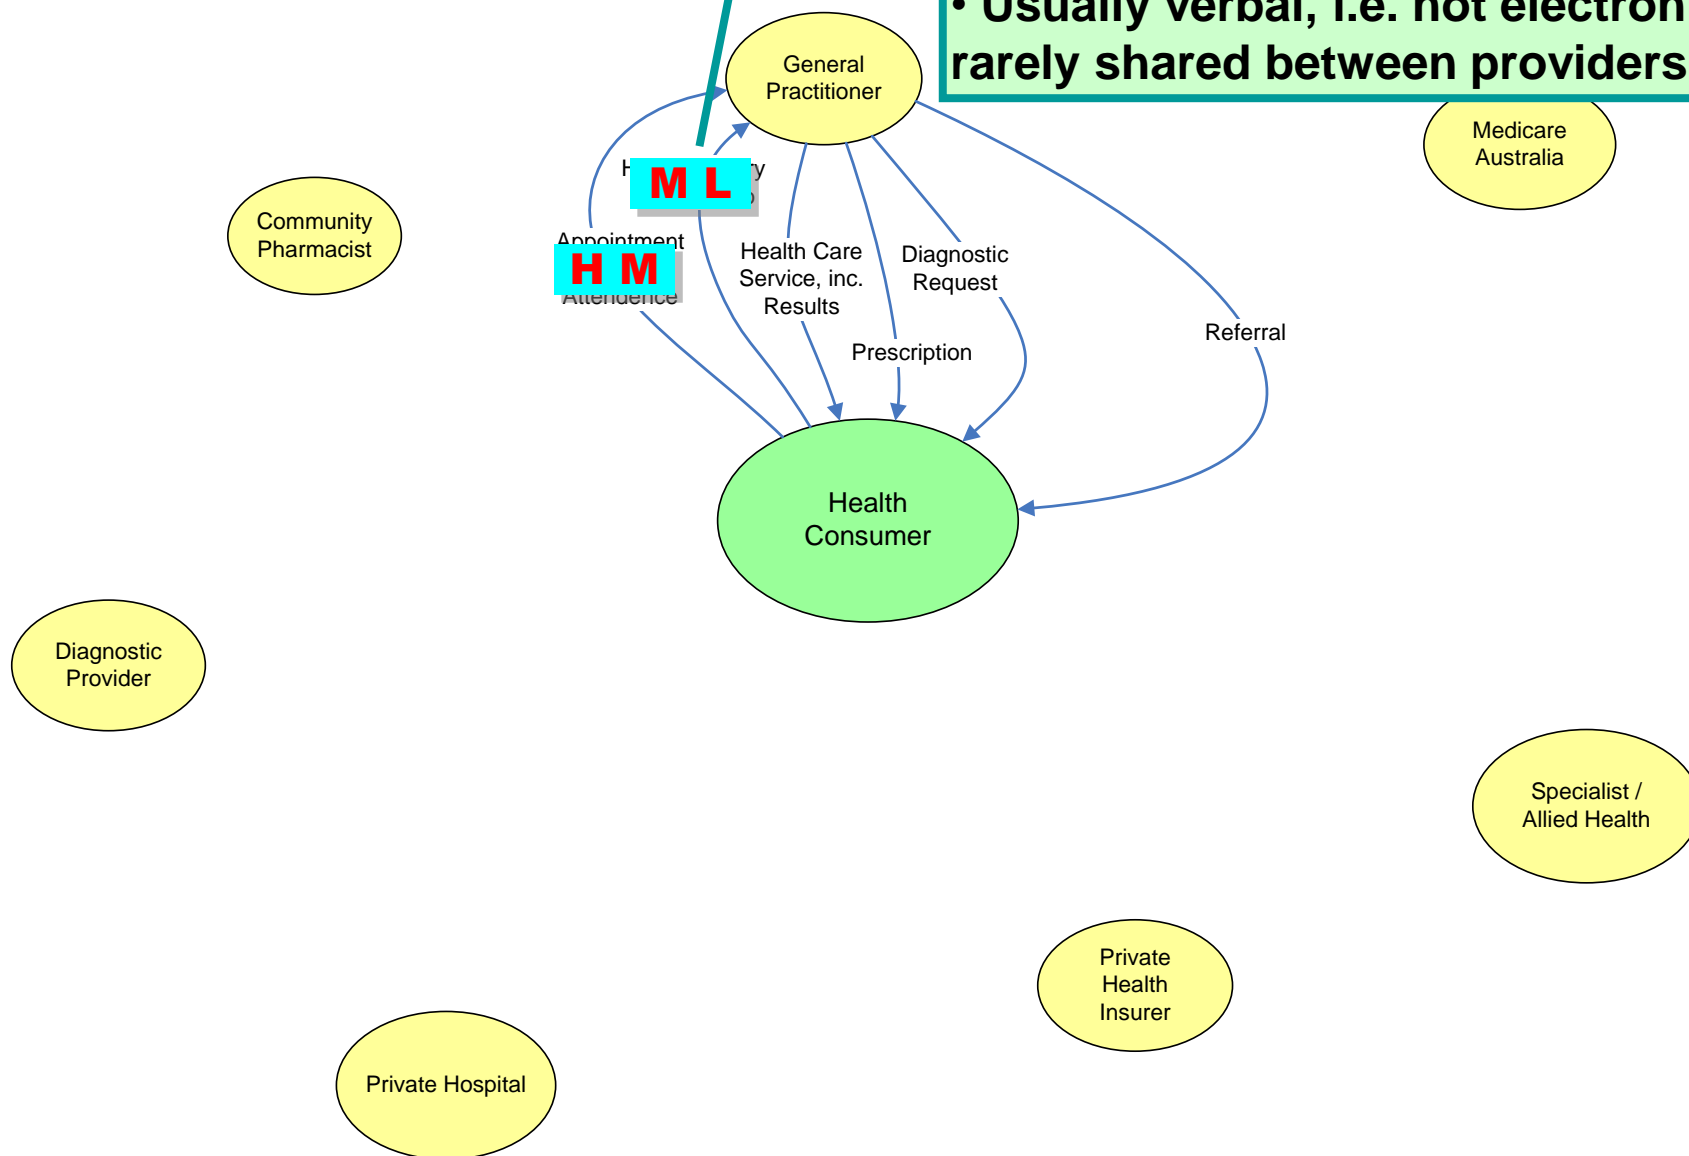 • Usually verbal, i.e. not electron
rarely shared between providers
General
Practitioner
Medicare
Australia
M L
Community
Pharmacist
Appointment
H M
Attendence
Health Care
Service, inc.
Results
Diagnostic
Request
Referral
Prescription
Health
Consumer
Diagnostic
Provider
Specialist /
Allied Health
Private
Health
Insurer
Private Hospital